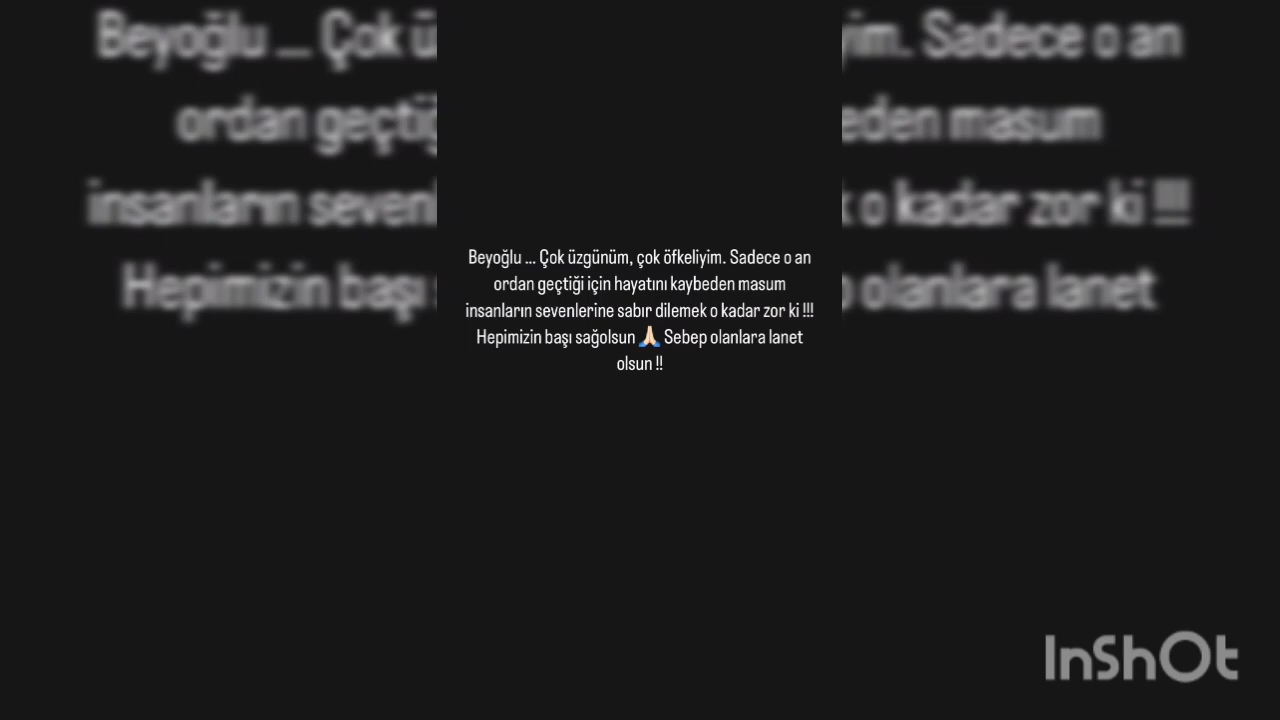 Beyoğlu ... Çok üzgünüm, çok öfkeliyim. Sadece o an
ordan geçtiği için hayatını kaybeden masum
insanların sevenlerine sabır dilemek o kadar zor ki !!!
Hepimizin başı sağolsun 🙏🏻 Sebep olanlara lanet
olsun !!
InShOt